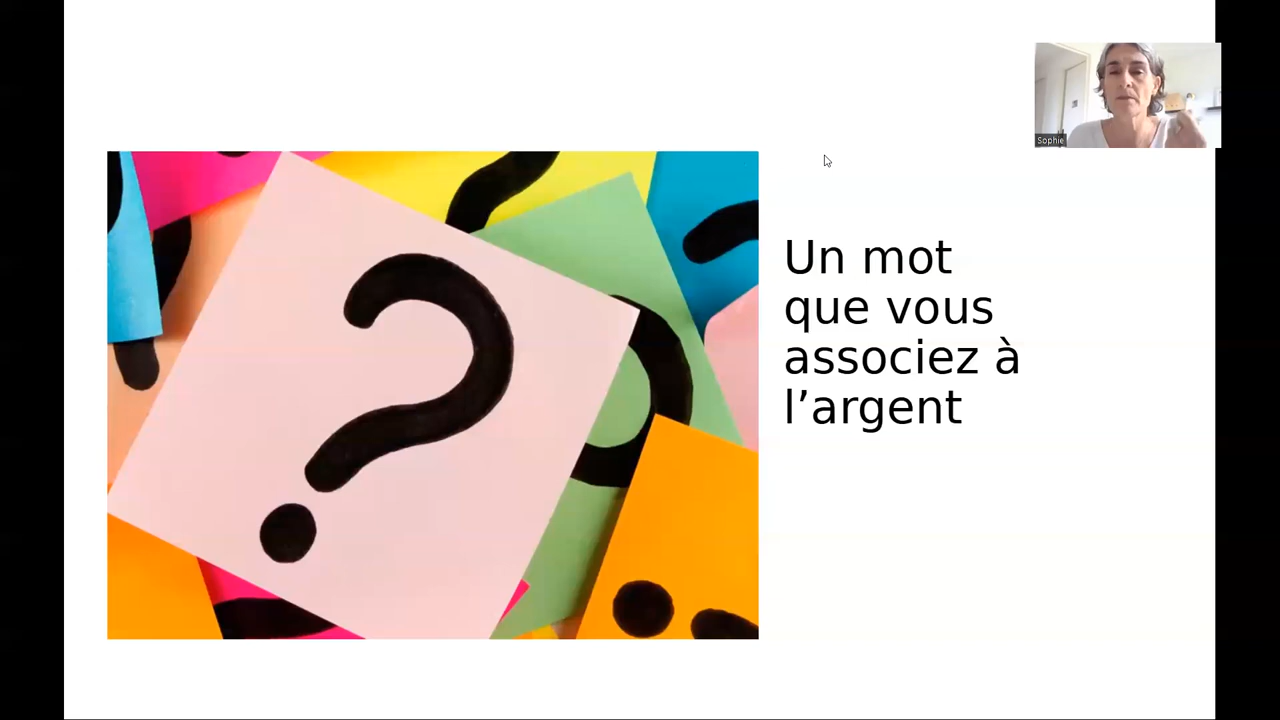 Sophie
Un mot
que vous
associez à
l’argent